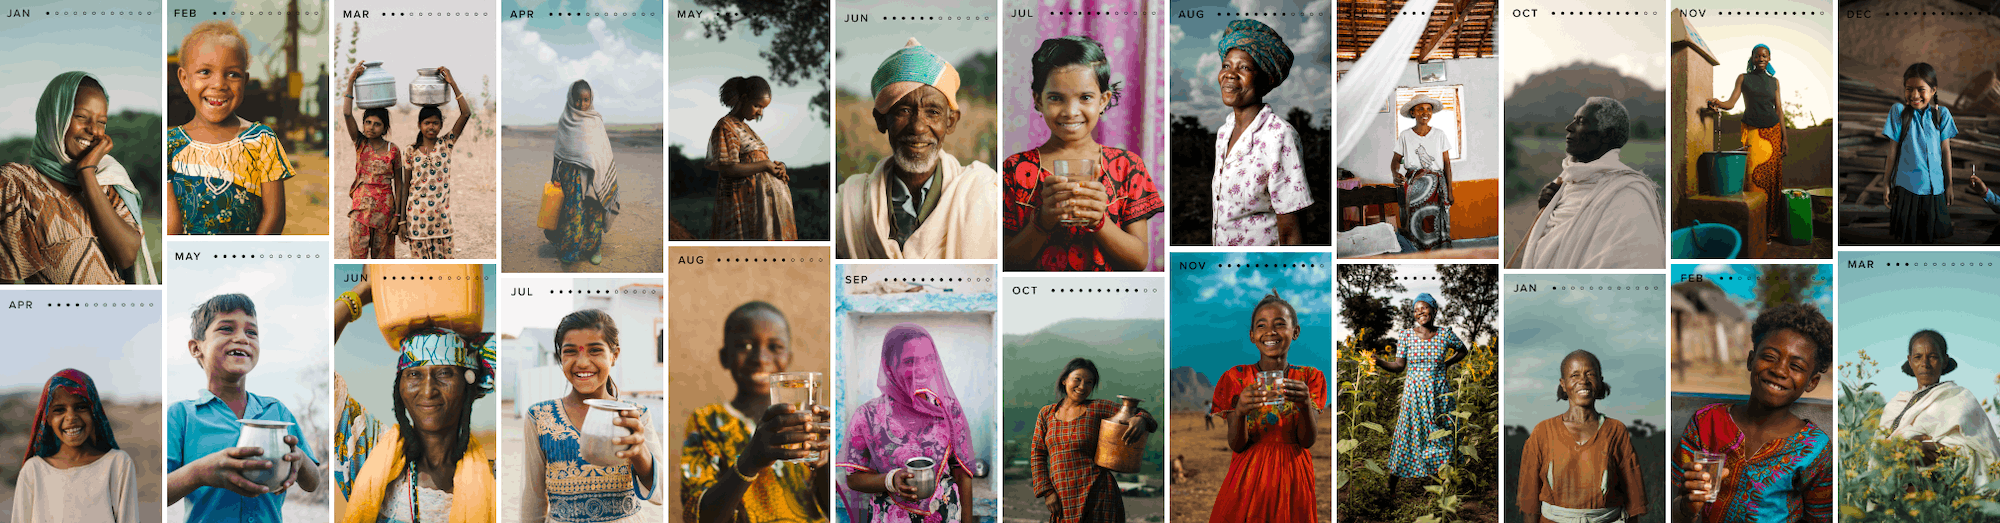 JAN
FEB
MAR
APR
MAY
JUN
JUL
AUG
OCT
NOV
DEC
APR
MAY
JUN
JUL
AUG
SEP
OCT
NOV
JAN
FEB
MAR